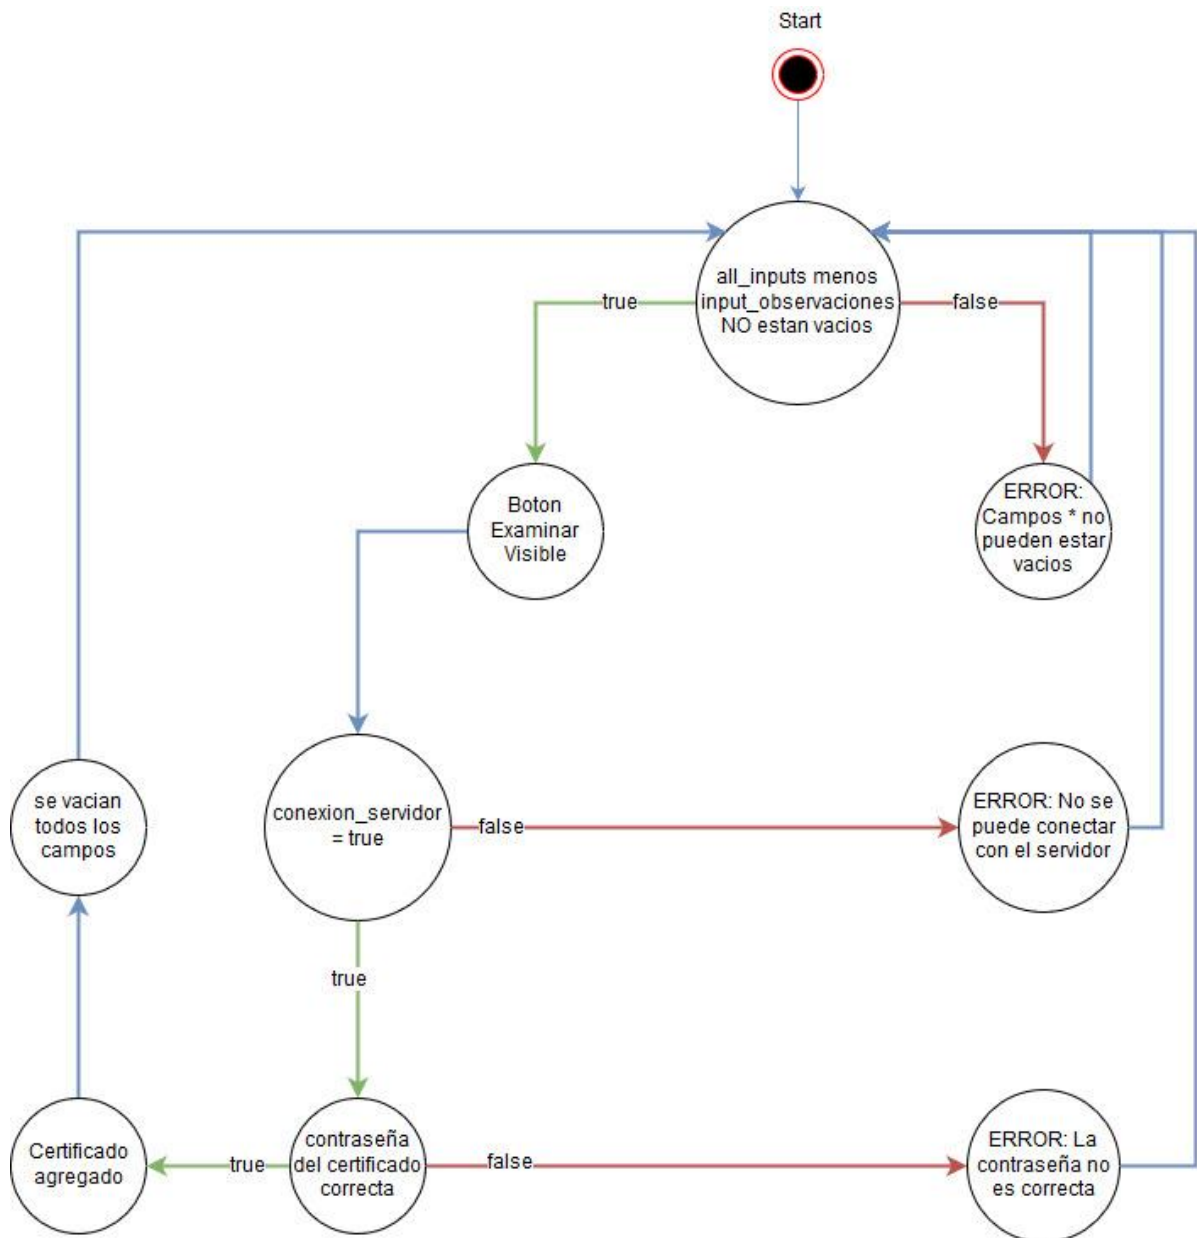 Start
all_inputs menos
input_observaciones
NO estan vacios
true
false
Boton
Examinar
Visible
ERROR:
Campos * no
pueden estar
vacios
se vacian
todos los
campos
conexion_servidor
= true
false
ERROR: No se
puede conectar
con el servidor
true
Certificado
agregado
true
contraseña
del certificado
correcta
false
ERROR: La
contraseña no
es correcta